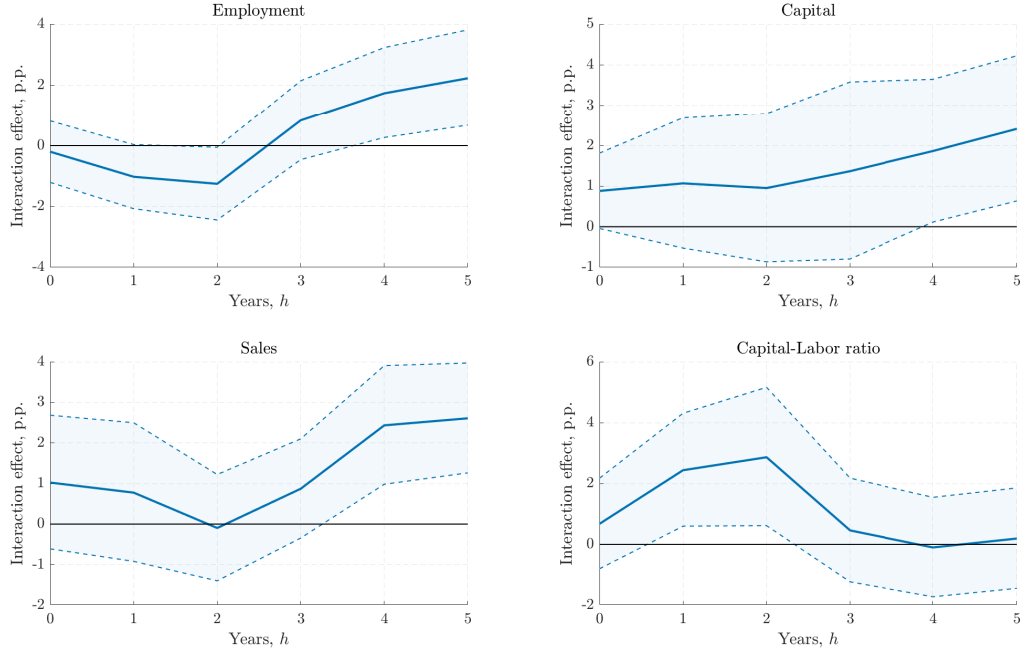 Employment
Interaction effect, p.p.
4
2
0
-2
-4
0 1 2 3 4 5
Years, h
Capital
Interaction effect, p.p.
5
4
3
2
1
0
-1
0 1 2 3 4 5
Years, h
Sales
Interaction effect, p.p.
4
3
2
1
0
-1
-2
0 1 2 3 4 5
Years, h
Capital-Labor ratio
Interaction effect, p.p.
6
4
2
0
-2
0 1 2 3 4 5
Years, h